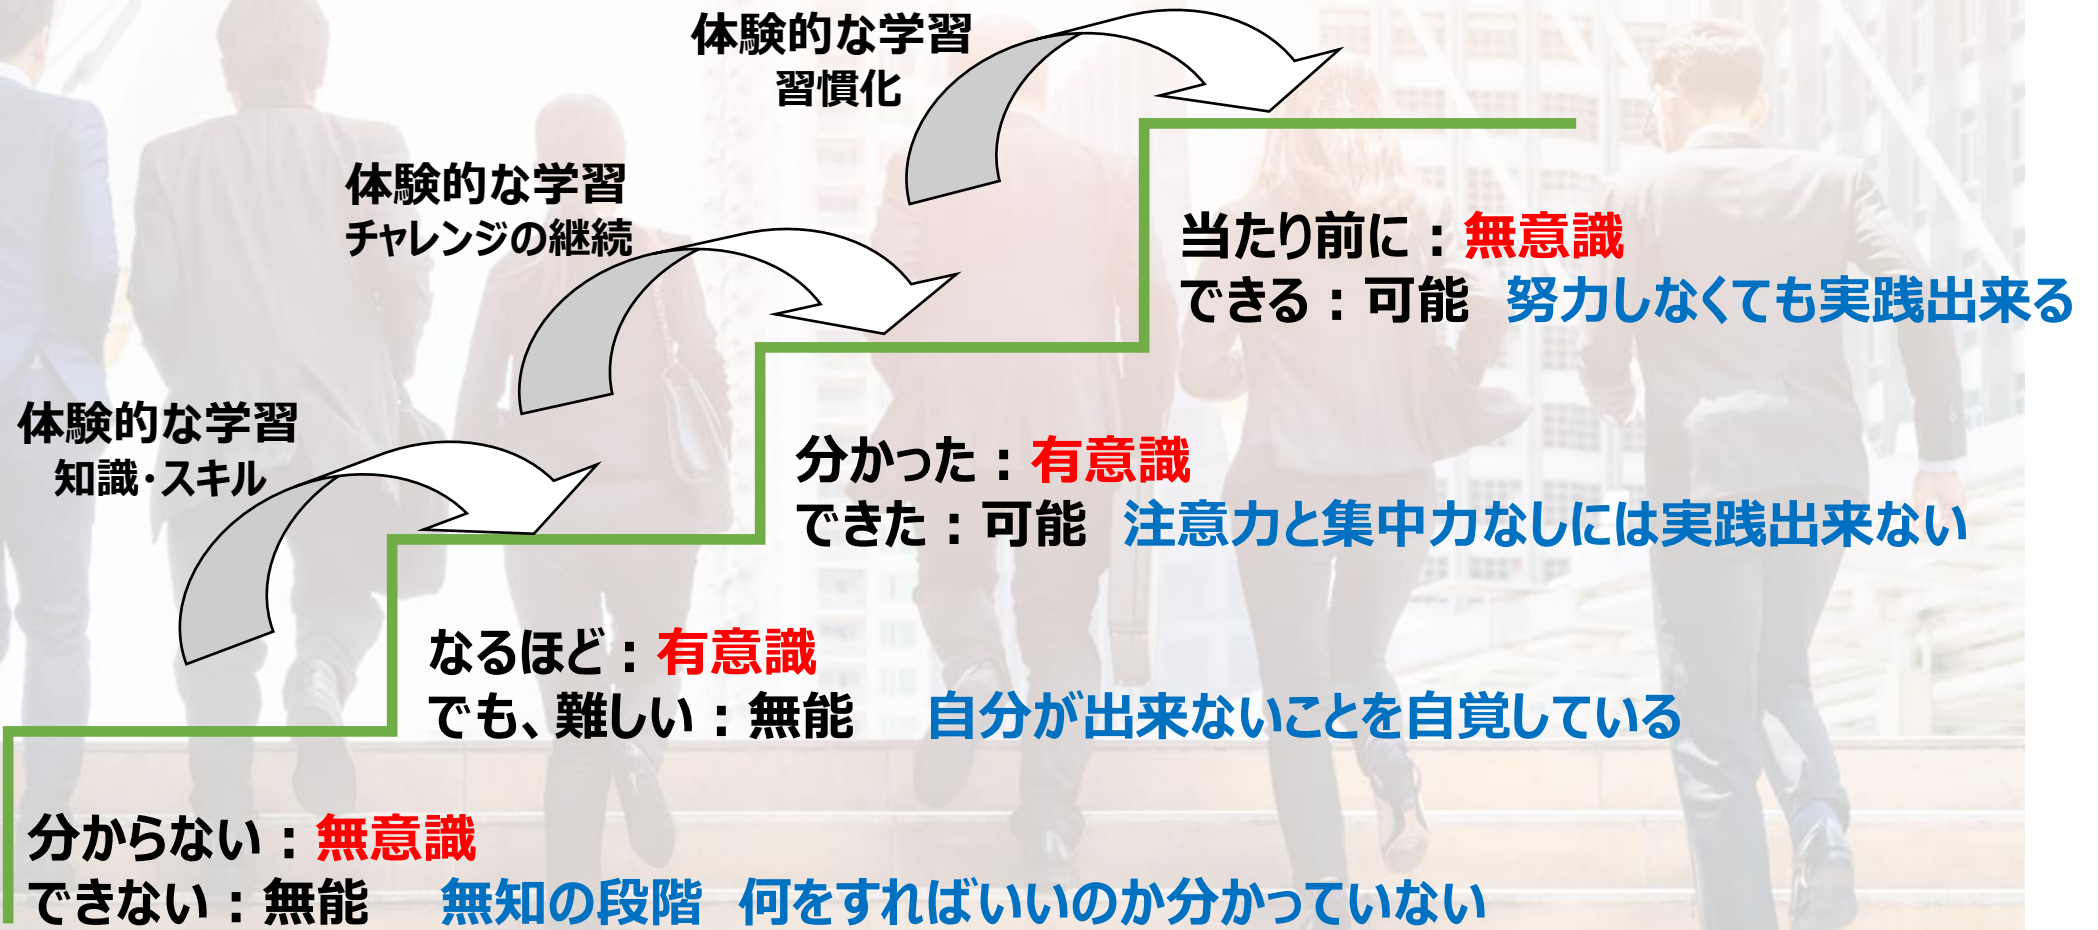 体験的な学習
習慣化
体験的な学習
チャレンジの継続
当たり前に：無意識
できる：可能　努力しなくても実践出来る
体験的な学習
知識・スキル
分かった：有意識
できた：可能　注意力と集中力なしには実践出来ない
なるほど：有意識
でも、難しい：無能　自分が出来ないことを自覚している
分からない：無意識
できない：無能　無知の段階　何をすればいいのか分かっていない